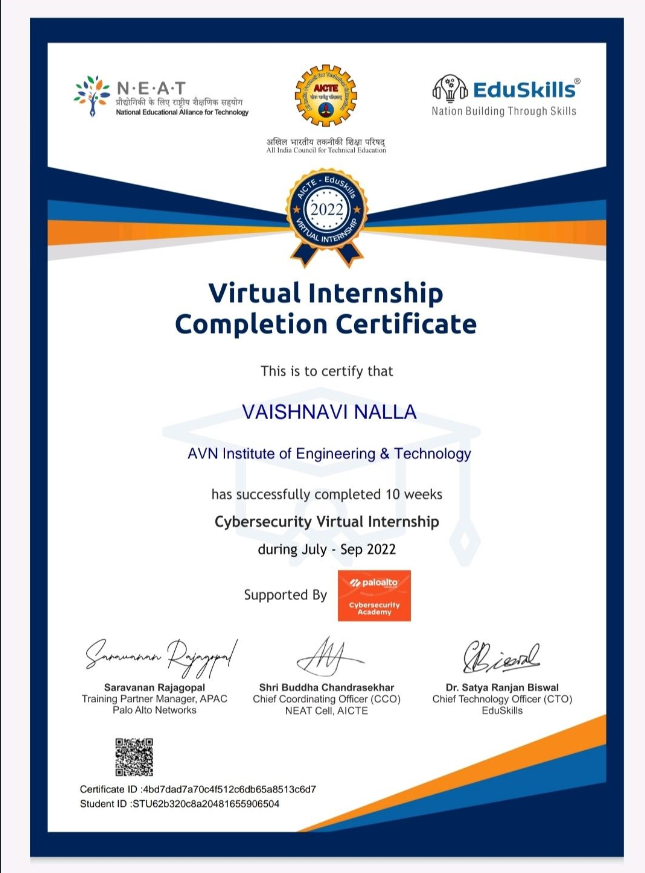 N·E·A·T
प्रौद्योगिकी के लिए राष्ट्रीय शैक्षणिक सहयोग
National Educational Alliance for Technology
AICTE
अखिल भारतीय तकनीकी शिक्षा परिषद्
All India Council for Technical Education
EduSkills®
Nation Building Through Skills
AICTE - EduSkills
2022
VIRTUAL INTERNSHIP
Virtual Internship
Completion Certificate
This is to certify that
VAISHNAVI NALLA
AVN Institute of Engineering & Technology
has successfully completed 10 weeks
Cybersecurity Virtual Internship
during July - Sep 2022
Supported By
paloalto
Cybersecurity
Academy
Saravanan Rajagopal
Saravanan Rajagopal
Training Partner Manager, APAC
Palo Alto Networks
Shri Buddha Chandrasekhar
Chief Coordinating Officer (CCO)
NEAT Cell, AICTE
SRBiswal
Dr. Satya Ranjan Biswal
Chief Technology Officer (CTO)
EduSkills
Certificate ID :4bd7dad7a70c4f512c6db65a8513c6d7
Student ID :STU62b320c8a20481655906504